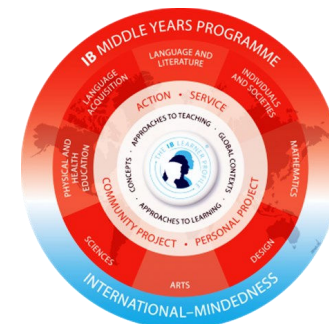 IB MIDDLE YEARS PROGRAMME
LANGUAGE AND
LITERATURE
LANGUAGE
ACQUISITION
INDIVIDUALS
AND SOCIETIES
PHYSICAL AND
HEALTH
EDUCATION
MATHEMATICS
SCIENCES
DESIGN
ARTS
ACTION • SERVICE
COMMUNITY PROJECT • PERSONAL PROJECT
APPROACHES TO TEACHING
CONCEPTS
GLOBAL CONTEXTS
APPROACHES TO LEARNING
THE IB LEARNER PROFILE
INTERNATIONAL–MINDEDNESS